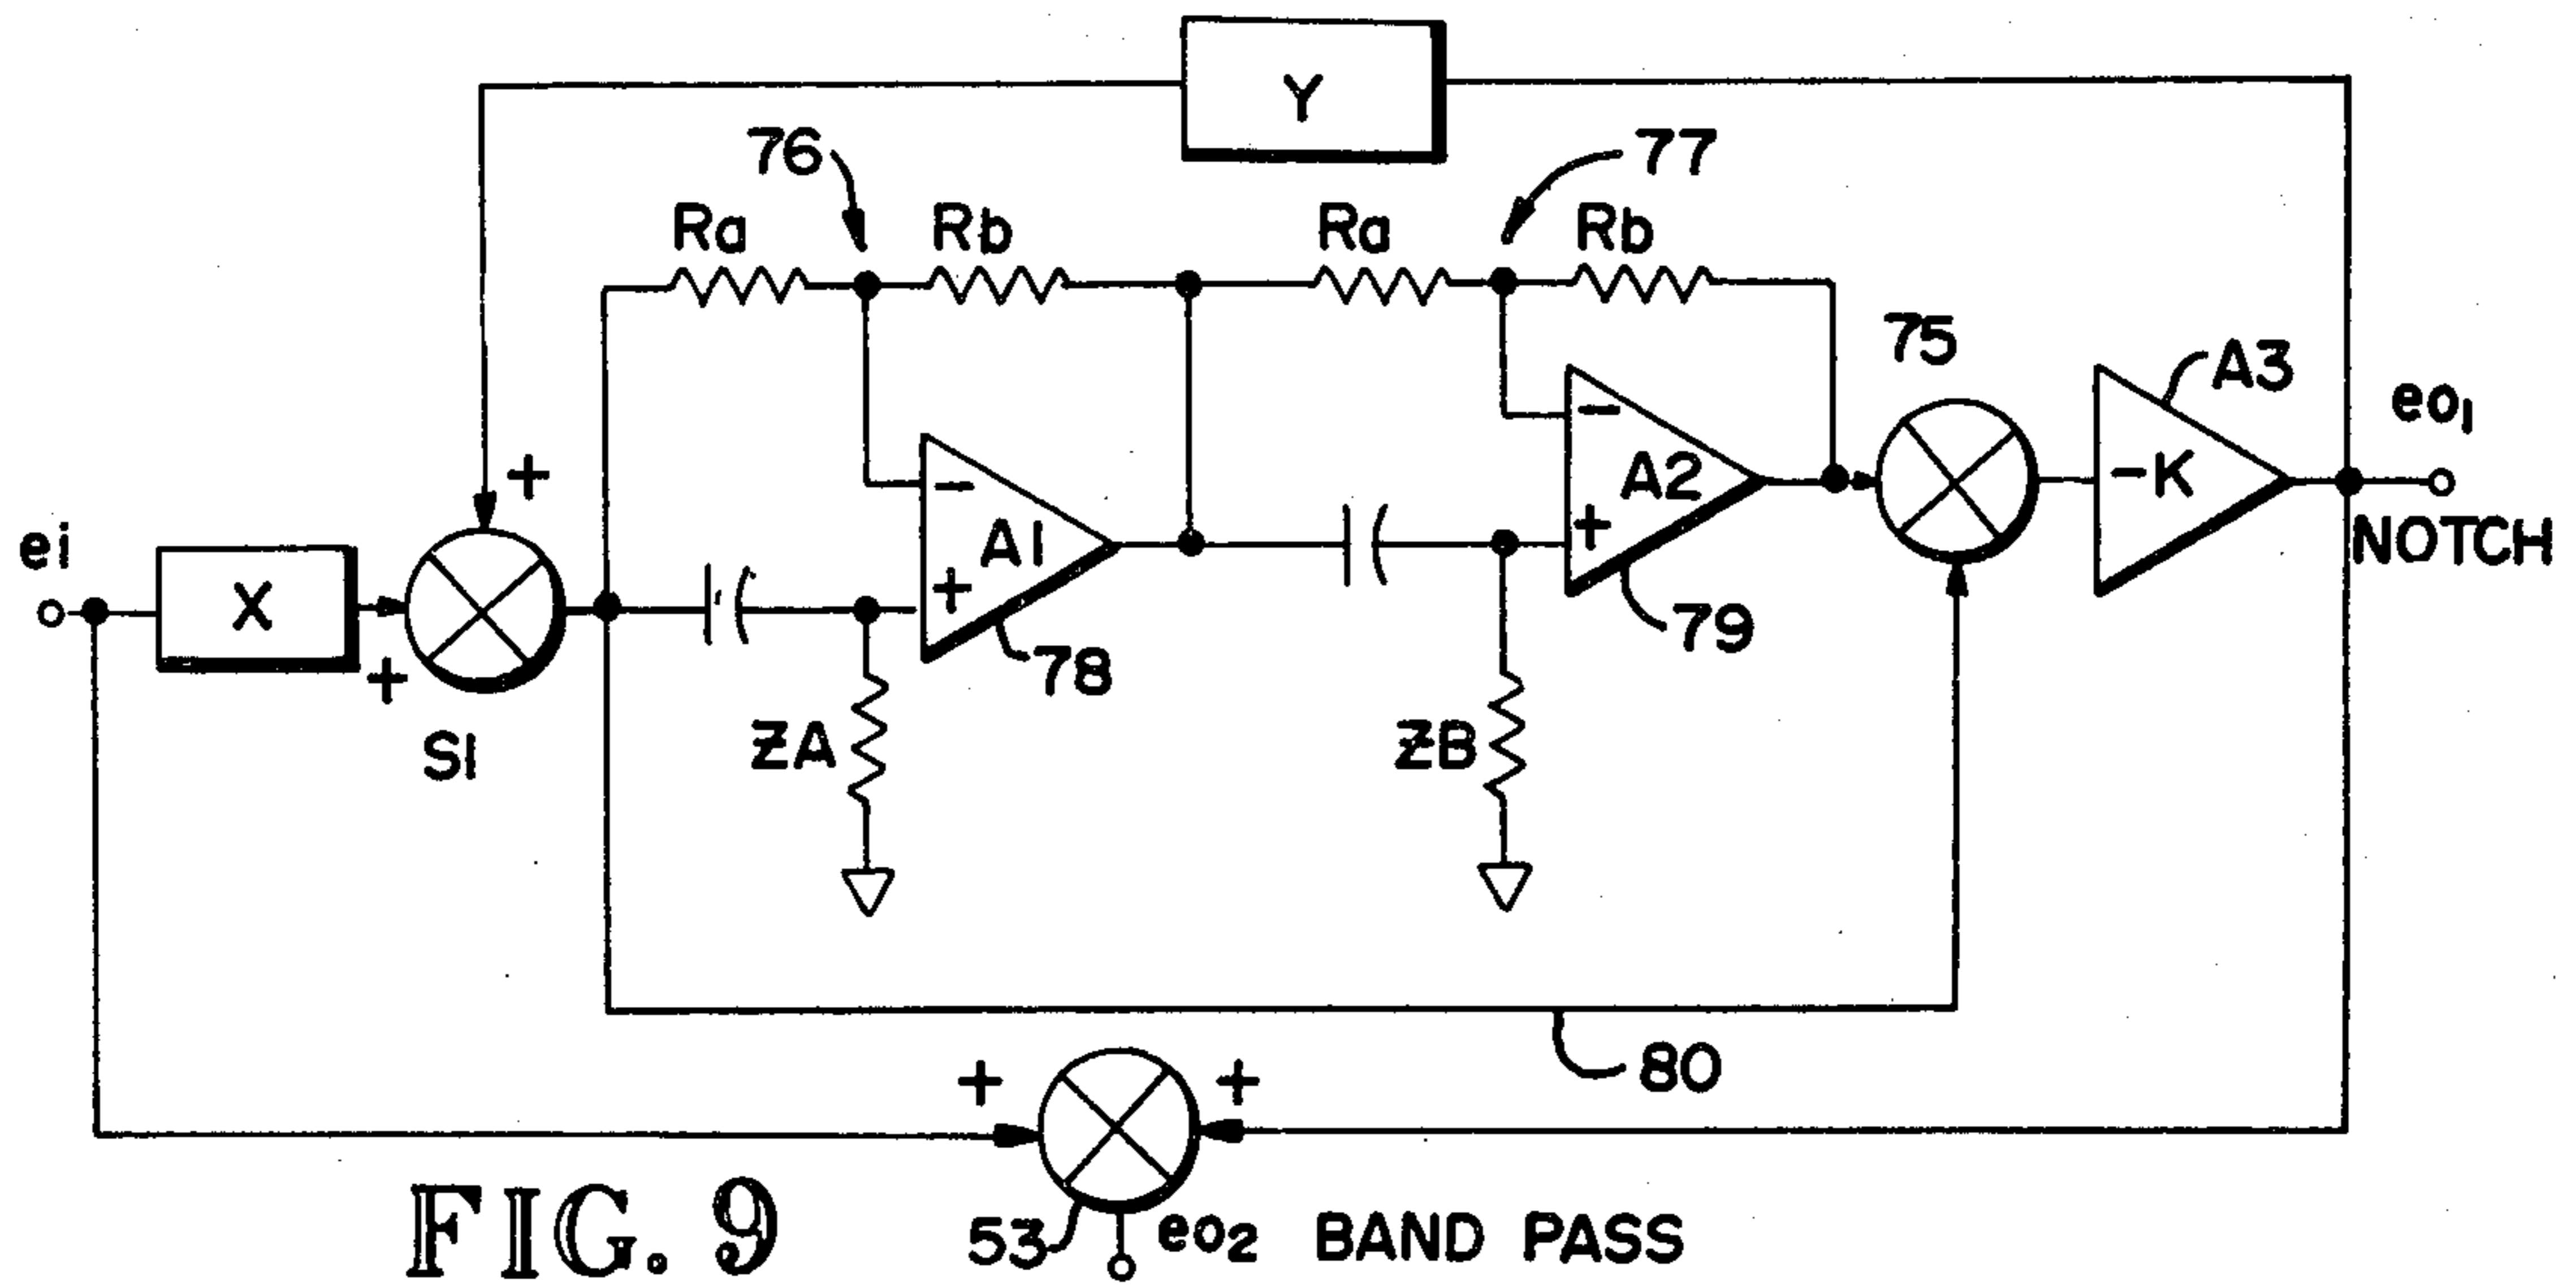 Y
76
77
Ra
Rb
Ra
Rb
75
A3
eo1
-
A2
+
-K
NOTCH
+
-
A1
+
ei
X
+
S1
78
79
ZA
ZB
80
+
+
53
eo2 BAND PASS
FIG. 9